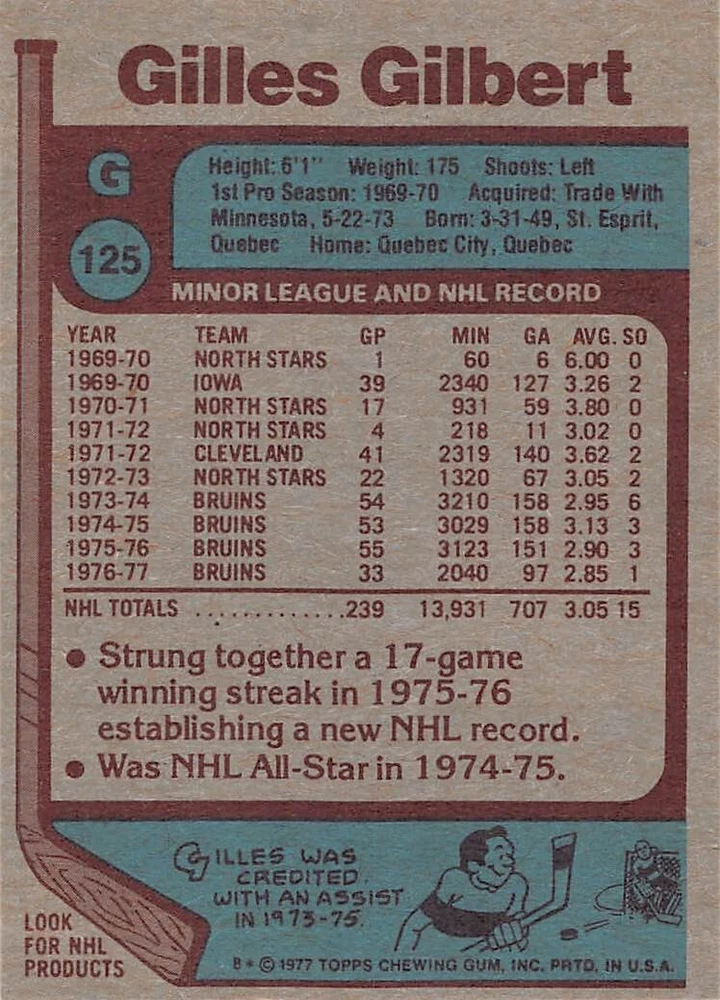 Gilles Gilbert
G
125
Height: 6'1" Weight: 175 Shoots: Left
1st Pro Season: 1969-70 Acquired: Trade With
Minnesota, 5-22-73 Born: 3-31-49, St. Esprit,
Quebec Home: Quebec City, Quebec
MINOR LEAGUE AND NHL RECORD
YEAR TEAM GP MIN GA AVG. SO
1969-70 NORTH STARS 1 60 6 6.00 0
1969-70 IOWA 39 2340 127 3.26 2
1970-71 NORTH STARS 17 931 59 3.80 0
1971-72 NORTH STARS 4 218 11 3.02 0
1971-72 CLEVELAND 41 2319 140 3.62 2
1972-73 NORTH STARS 22 1320 67 3.05 2
1973-74 BRUINS 54 3210 158 2.95 6
1974-75 BRUINS 53 3029 158 3.13 3
1975-76 BRUINS 55 3123 151 2.90 3
1976-77 BRUINS 33 2040 97 2.85 1
NHL TOTALS ..............239 13,931 707 3.05 15
● Strung together a 17-game
winning streak in 1975-76
establishing a new NHL record.
● Was NHL All-Star in 1974-75.
GILLES WAS
CREDITED
WITH AN ASSIST
IN 1973-75.
LOOK
FOR NHL
PRODUCTS
B * © 1977 TOPPS CHEWING GUM, INC. PRTD. IN U.S.A.